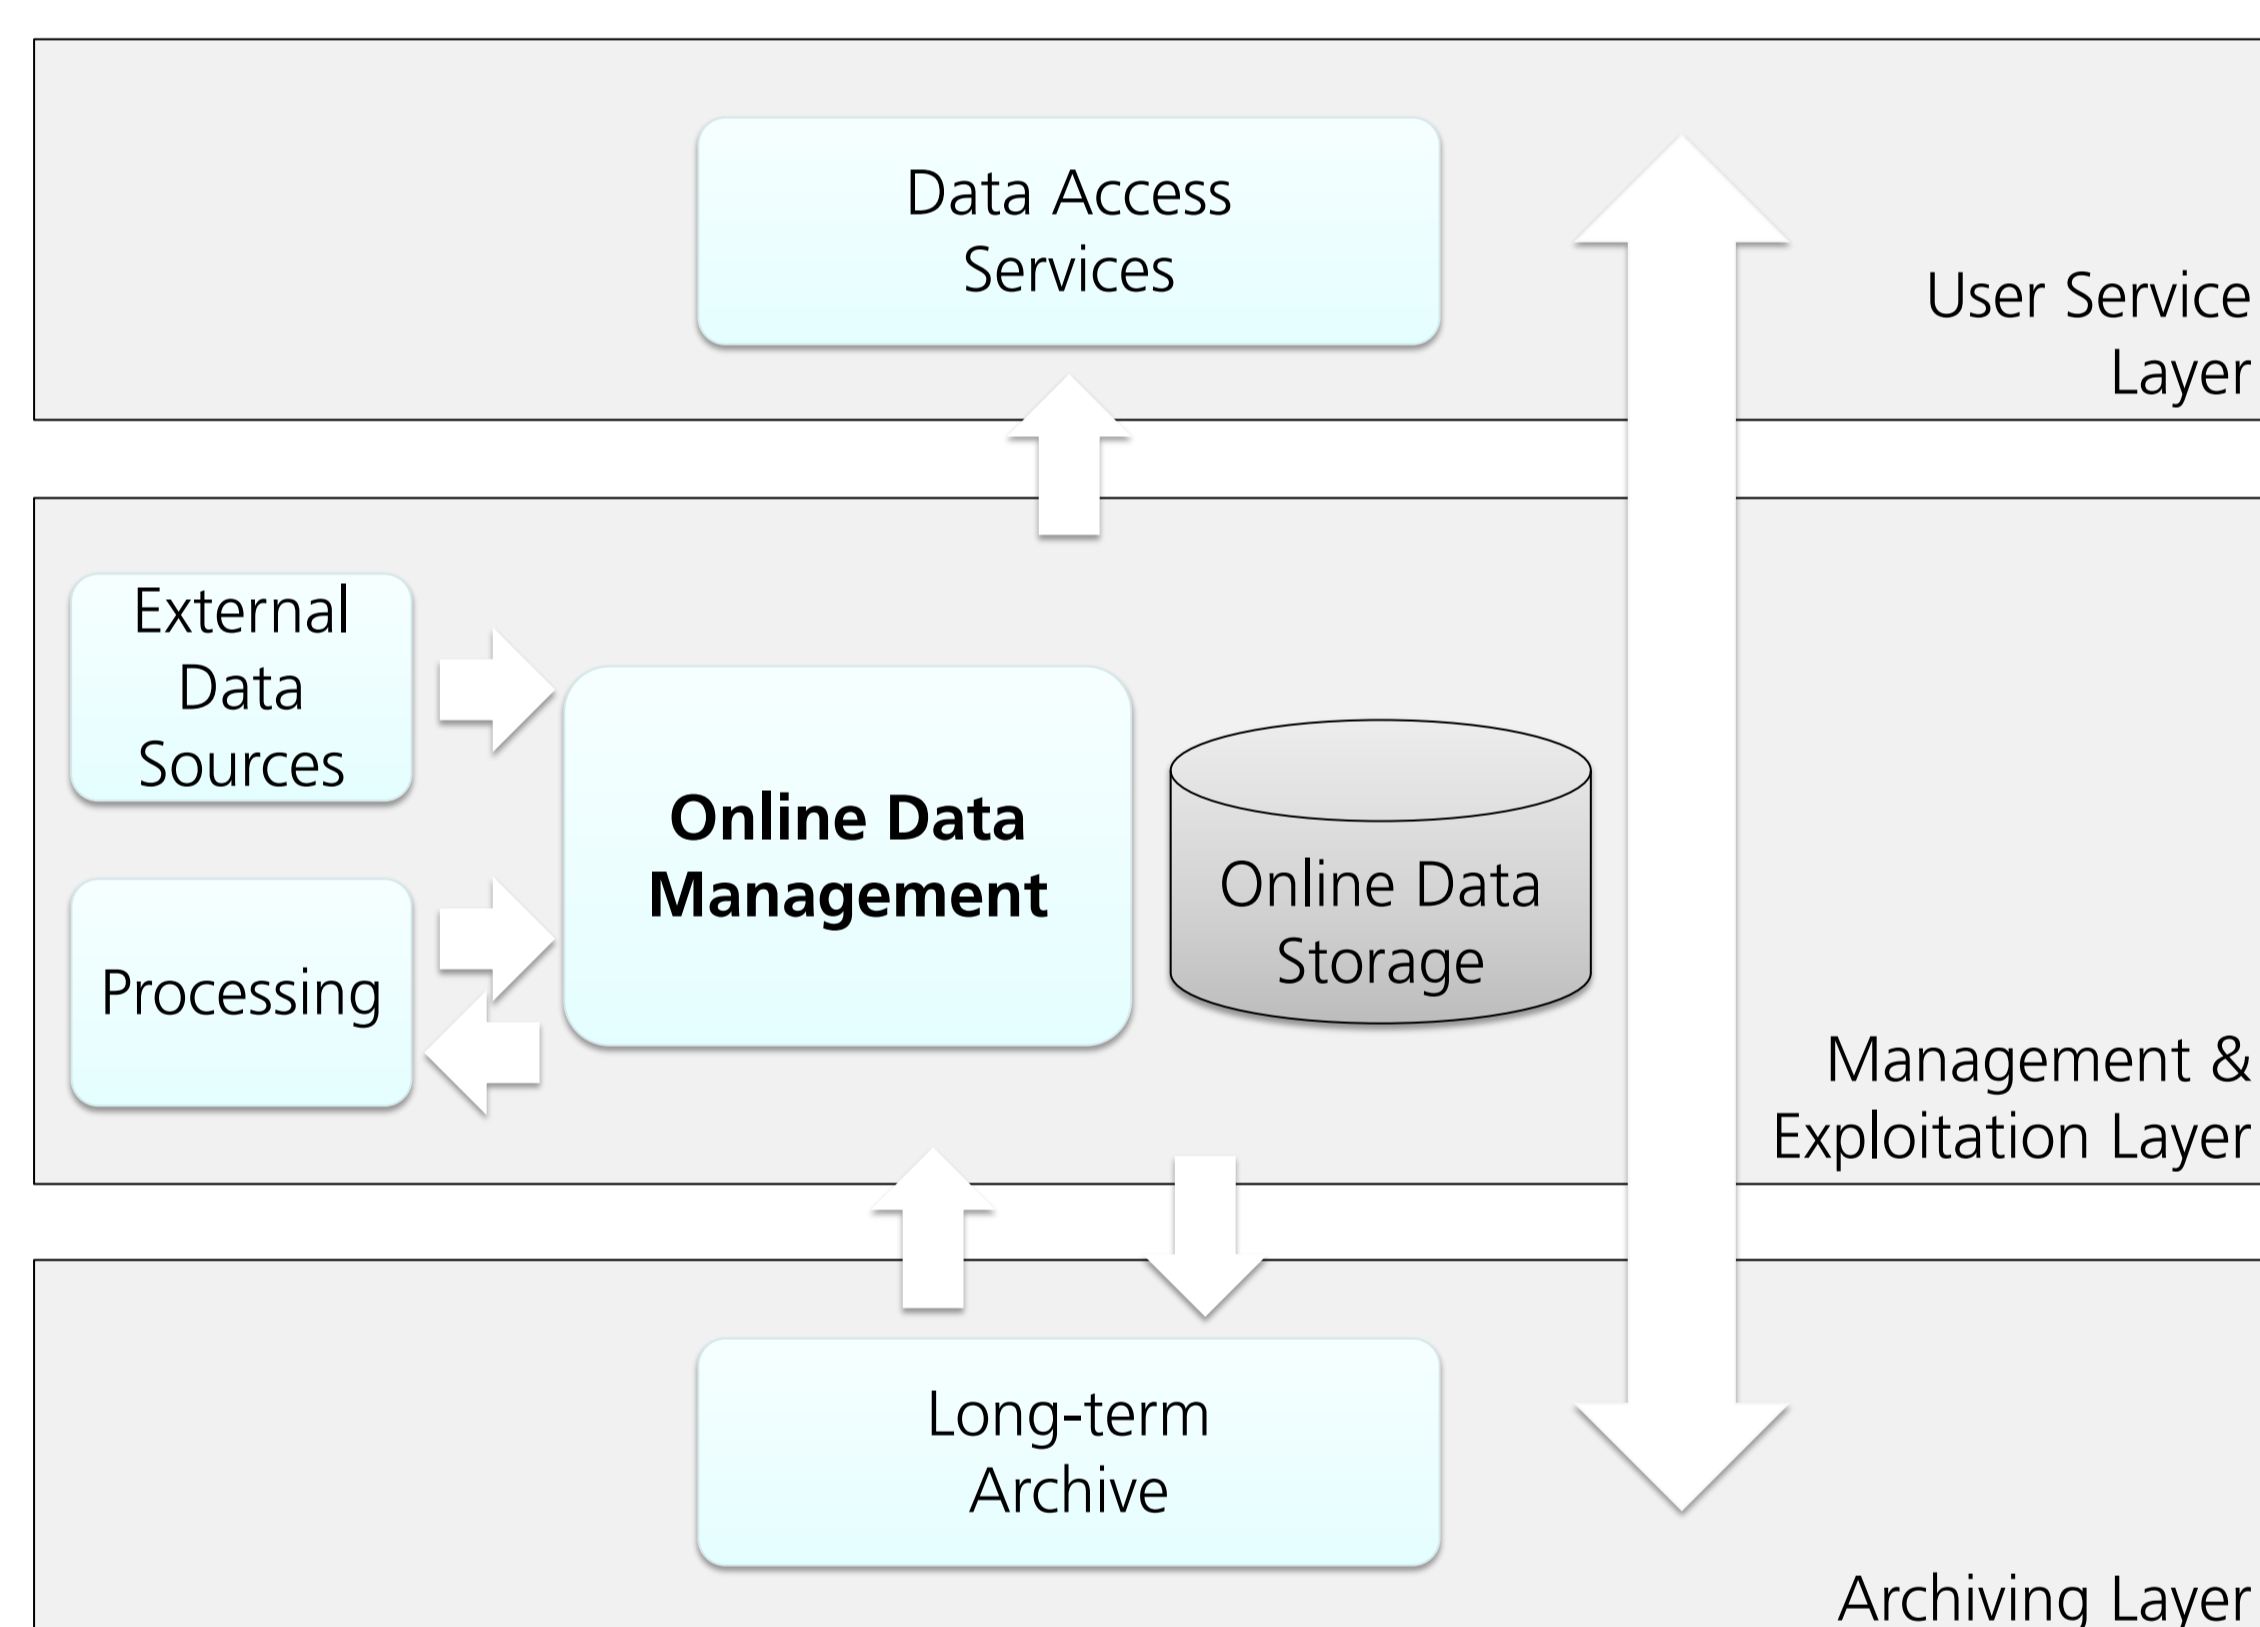 Data Access
Services
User Service
Layer
External
Data
Sources
Online Data
Management
Online Data
Storage
Processing
Management &
Exploitation Layer
Long-term
Archive
Archiving Layer